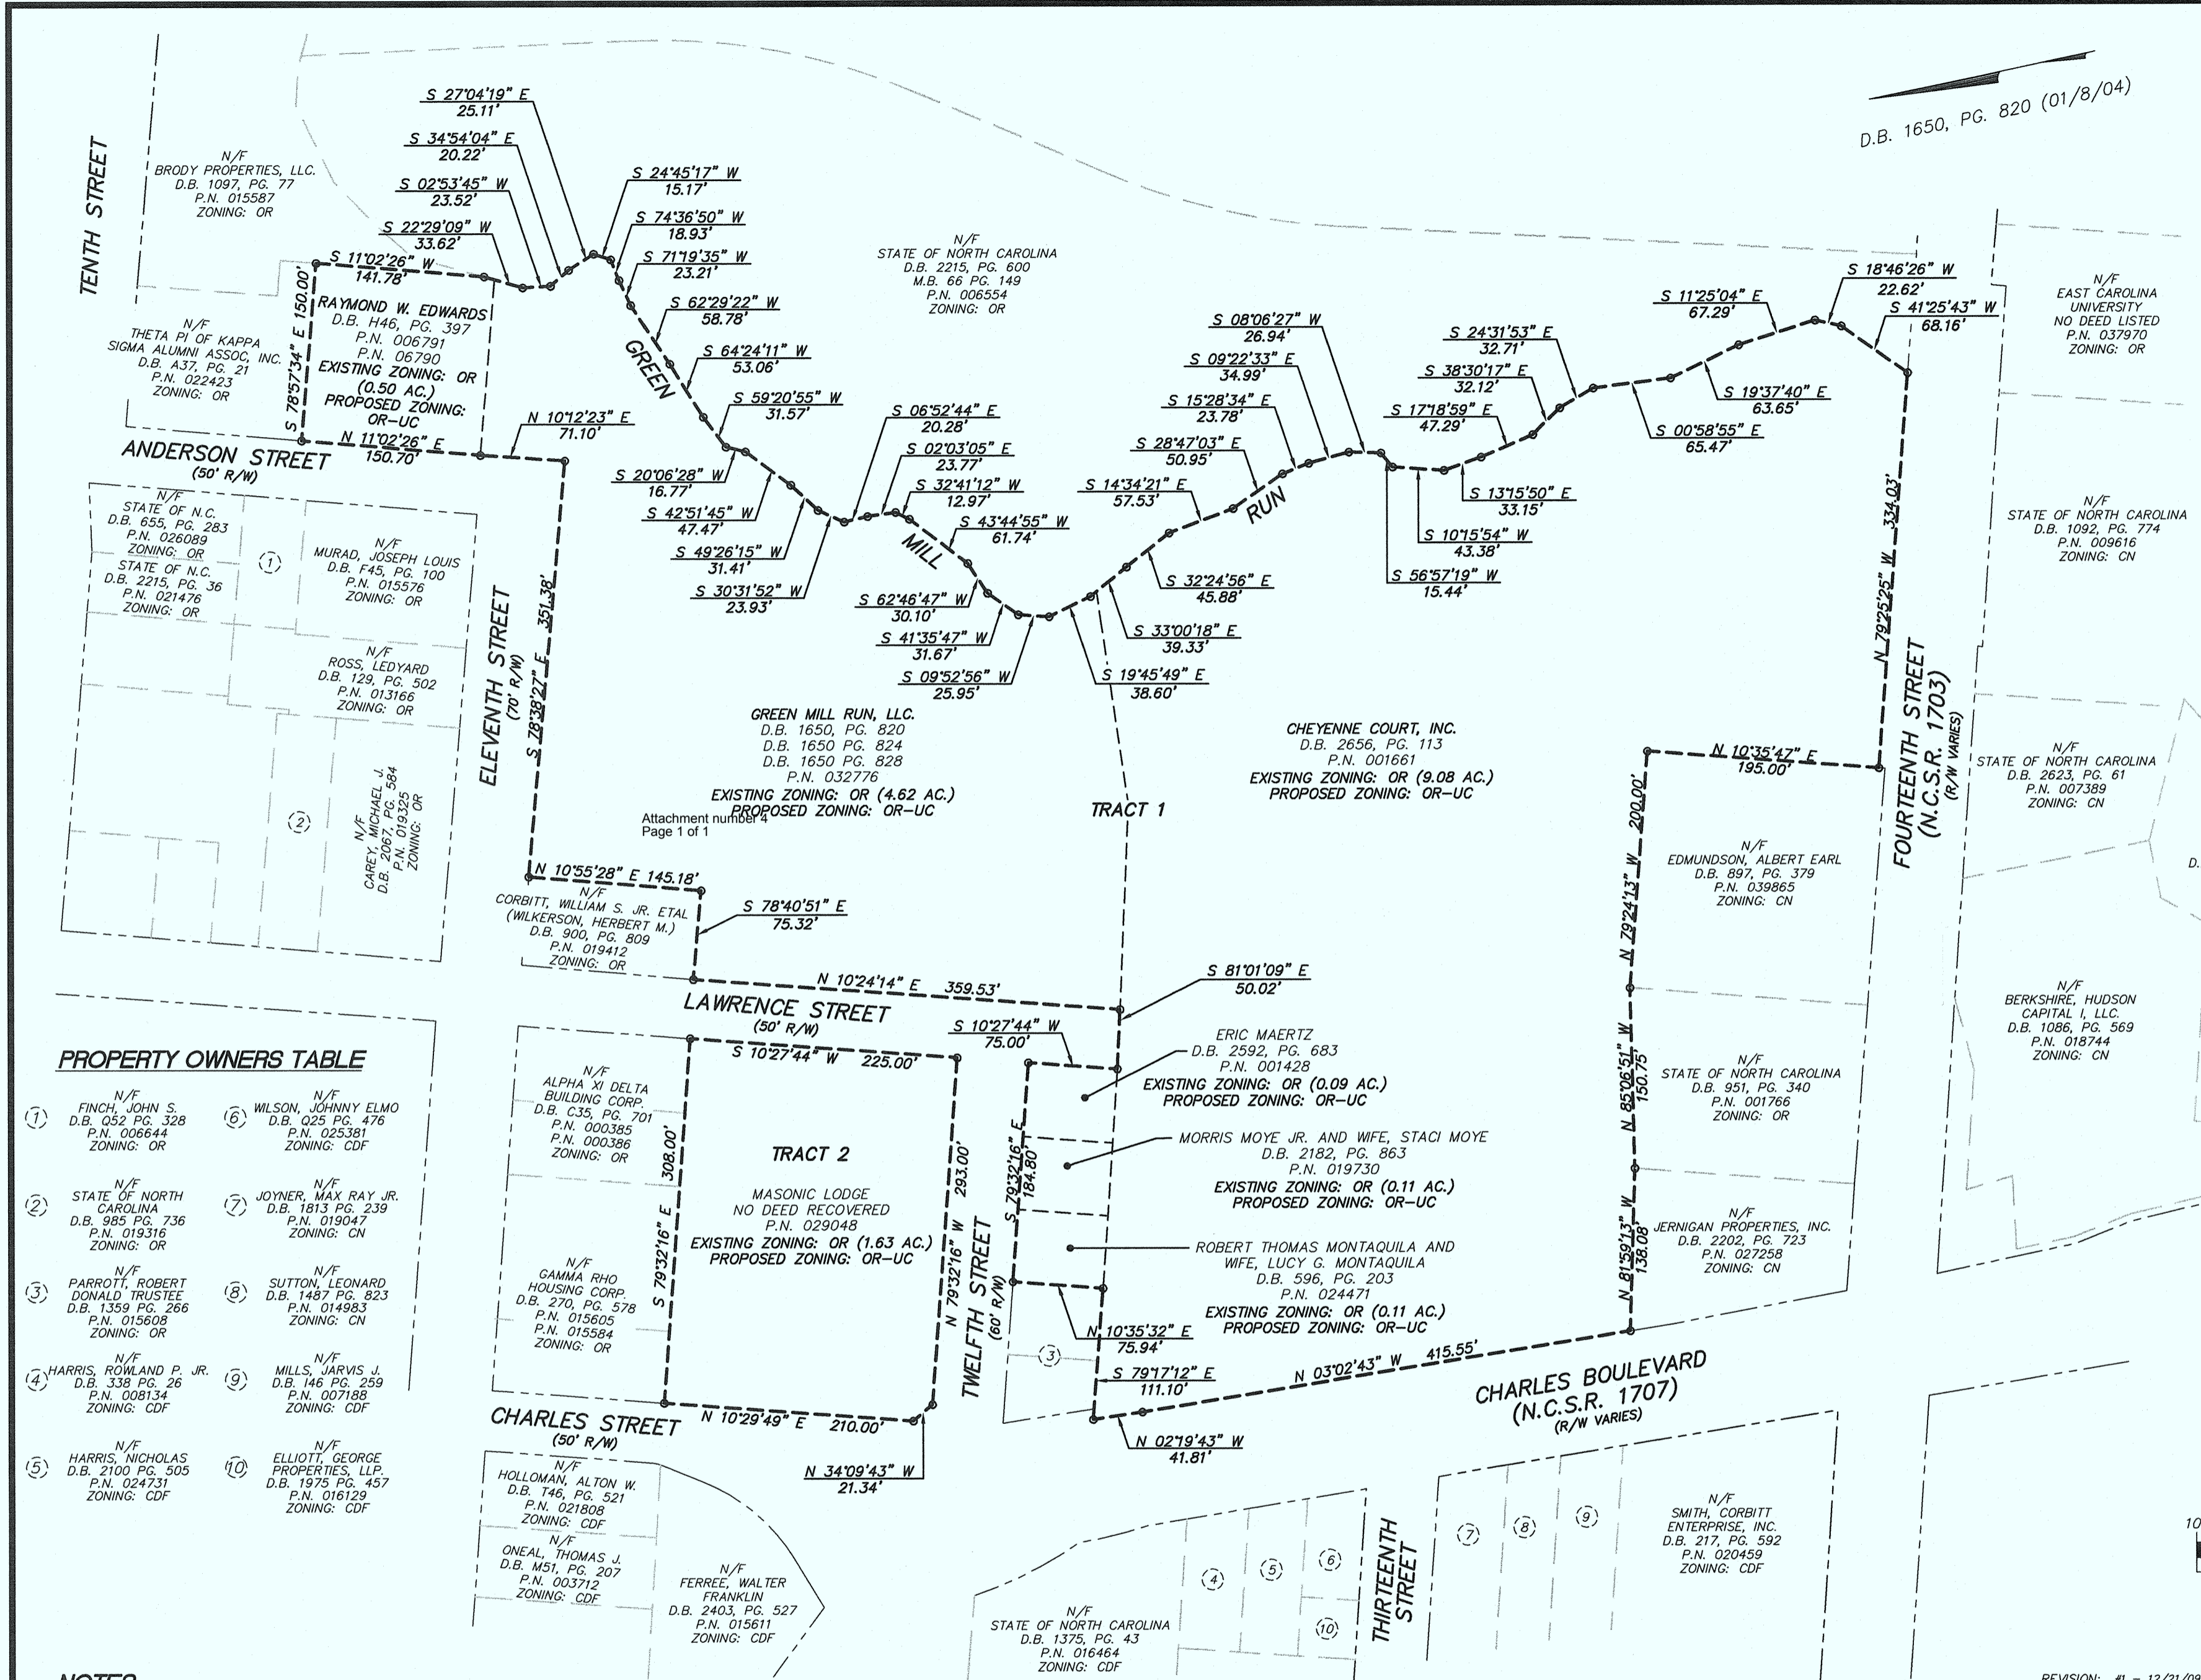 D.B. 1650, PG. 820 (01/8/04)
TENTH STREET
N/F
BRODY PROPERTIES, LLC.
D.B. 1097, PG. 77
P.N. 015587
ZONING: OR
S 27°04'19" E
25.11'
S 34°54'04" E
20.22'
S 02°53'45" W
23.52'
S 22°29'09" W
33.62'
S 11°02'26" W
141.78'
S 24°45'17" W
15.17'
S 74°36'50" W
18.93'
S 71°19'35" W
23.21'
S 62°29'22" W
58.78'
S 64°24'11" W
53.06'
S 59°20'55" W
31.57'
N/F
STATE OF NORTH CAROLINA
D.B. 2215, PG. 600
M.B. 66 PG. 149
P.N. 006554
ZONING: OR
S 78°57'34" E 150.00'
RAYMOND W. EDWARDS
D.B. H46, PG. 397
P.N. 006791
P.N. 06790
EXISTING ZONING: OR
(0.50 AC.)
PROPOSED ZONING:
OR-UC
N/F
THETA PI OF KAPPA
SIGMA ALUMNI ASSOC, INC.
D.B. A37, PG. 21
P.N. 022423
ZONING: OR
N 11°02'26" E
150.70'
N 10°12'23" E
71.10'
ANDERSON STREET
(50' R/W)
GREEN
MILL
RUN
S 06°52'44" E
20.28'
S 02°03'05" E
23.77'
S 32°41'12" W
12.97'
S 43°44'55" W
61.74'
S 20°06'28" W
16.77'
S 42°51'45" W
47.47'
S 49°26'15" W
31.41'
S 30°31'52" W
23.93'
S 62°46'47" W
30.10'
S 41°35'47" W
31.67'
S 09°52'56" W
25.95'
S 08°06'27" W
26.94'
S 09°22'33" E
34.99'
S 15°28'34" E
23.78'
S 28°47'03" E
50.95'
S 14°34'21" E
57.53'
S 32°24'56" E
45.88'
S 33°00'18" E
39.33'
S 19°45'49" E
38.60'
S 24°31'53" E
32.71'
S 38°30'17" E
32.12'
S 17°18'59" E
47.29'
S 13°15'50" E
33.15'
S 10°15'54" W
43.38'
S 56°57'19" W
15.44'
S 11°25'04" E
67.29'
S 18°46'26" W
22.62'
S 41°25'43" W
68.16'
S 19°37'40" E
63.65'
S 00°58'55" E
65.47'
N 79°25'25" W 334.03'
N/F
EAST CAROLINA
UNIVERSITY
NO DEED LISTED
P.N. 037970
ZONING: OR
N/F
STATE OF NORTH CAROLINA
D.B. 1092, PG. 774
P.N. 009616
ZONING: CN
FOURTEENTH STREET
(N.C.S.R. 1703)
(R/W VARIES)
N/F
STATE OF NORTH CAROLINA
D.B. 2623, PG. 61
P.N. 007389
ZONING: CN
D.
N/F
BERKSHIRE, HUDSON
CAPITAL I, LLC.
D.B. 1086, PG. 569
P.N. 018744
ZONING: CN
N/F
STATE OF N.C.
D.B. 655, PG. 283
P.N. 026089
ZONING: OR
STATE OF N.C.
D.B. 2215, PG. 36
P.N. 021476
ZONING: OR
1
N/F
MURAD, JOSEPH LOUIS
D.B. F45, PG. 100
P.N. 015576
ZONING: OR
N/F
ROSS, LEDYARD
D.B. 129, PG. 502
P.N. 013166
ZONING: OR
2
N/F
CAREY, MICHAEL J.
D.B. 2067, PG. 584
P.N. 019325
ZONING: OR
ELEVENTH STREET
(70' R/W)
S 78°38'27" E 351.38'
GREEN MILL RUN, LLC.
D.B. 1650, PG. 820
D.B. 1650 PG. 824
D.B. 1650 PG. 828
P.N. 032776
EXISTING ZONING: OR (4.62 AC.)
PROPOSED ZONING: OR-UC
Attachment number 4
Page 1 of 1
CHEYENNE COURT, INC.
D.B. 2656, PG. 113
P.N. 001661
EXISTING ZONING: OR (9.08 AC.)
PROPOSED ZONING: OR-UC
TRACT 1
N 10°35'47" E
195.00'
N 79°24'13" W 200.00'
N/F
EDMUNDSON, ALBERT EARL
D.B. 897, PG. 379
P.N. 039865
ZONING: CN
N 10°55'28" E 145.18'
N/F
CORBITT, WILLIAM S. JR. ETAL
(WILKERSON, HERBERT M.)
D.B. 900, PG. 809
P.N. 019412
ZONING: OR
S 78°40'51" E
75.32'
N 10°24'14" E 359.53'
LAWRENCE STREET
(50' R/W)
S 81°01'09" E
50.02'
S 10°27'44" W
75.00'
S 10°27'44" W 225.00'
ERIC MAERTZ
D.B. 2592, PG. 683
P.N. 001428
EXISTING ZONING: OR (0.09 AC.)
PROPOSED ZONING: OR-UC
MORRIS MOYE JR. AND WIFE, STACI MOYE
D.B. 2182, PG. 863
P.N. 019730
EXISTING ZONING: OR (0.11 AC.)
PROPOSED ZONING: OR-UC
ROBERT THOMAS MONTAQUILA AND
WIFE, LUCY G. MONTAQUILA
D.B. 596, PG. 203
P.N. 024471
EXISTING ZONING: OR (0.11 AC.)
PROPOSED ZONING: OR-UC
N 85°06'51" W
150.75'
N/F
STATE OF NORTH CAROLINA
D.B. 951, PG. 340
P.N. 001766
ZONING: OR
N 81°59'13" W
138.08'
N/F
JERNIGAN PROPERTIES, INC.
D.B. 2202, PG. 723
P.N. 027258
ZONING: CN
N/F
ALPHA XI DELTA
BUILDING CORP.
D.B. C35, PG. 701
P.N. 000385
P.N. 000386
ZONING: OR
N/F
GAMMA RHO
HOUSING CORP.
D.B. 270, PG. 578
P.N. 015605
P.N. 015584
ZONING: OR
S 79°32'16" E 308.00'
TRACT 2
MASONIC LODGE
NO DEED RECOVERED
P.N. 029048
EXISTING ZONING: OR (1.63 AC.)
PROPOSED ZONING: OR-UC
N 79°32'16" W 293.00'
TWELFTH STREET
(60' R/W)
S 79°32'16" E
184.80'
N 10°35'32" E
75.94'
3
S 79°17'12" E
111.10'
N 03°02'43" W 415.55'
N 02°19'43" W
41.81'
CHARLES BOULEVARD
(N.C.S.R. 1707)
(R/W VARIES)
CHARLES STREET
(50' R/W)
N 10°29'49" E 210.00'
N 34°09'43" W
21.34'
PROPERTY OWNERS TABLE
1
N/F
FINCH, JOHN S.
D.B. Q52 PG. 328
P.N. 006644
ZONING: OR
6
N/F
WILSON, JOHNNY ELMO
D.B. Q25 PG. 476
P.N. 025381
ZONING: CDF
2
N/F
STATE OF NORTH
CAROLINA
D.B. 985 PG. 736
P.N. 019316
ZONING: OR
7
N/F
JOYNER, MAX RAY JR.
D.B. 1813 PG. 239
P.N. 019047
ZONING: CN
3
N/F
PARROTT, ROBERT
DONALD TRUSTEE
D.B. 1359 PG. 266
P.N. 015608
ZONING: OR
8
N/F
SUTTON, LEONARD
D.B. 1487 PG. 823
P.N. 014983
ZONING: CN
4
N/F
HARRIS, ROWLAND P. JR.
D.B. 338 PG. 26
P.N. 008134
ZONING: CDF
9
N/F
MILLS, JARVIS J.
D.B. I46 PG. 259
P.N. 007188
ZONING: CDF
5
N/F
HARRIS, NICHOLAS
D.B. 2100 PG. 505
P.N. 024731
ZONING: CDF
10
N/F
ELLIOTT, GEORGE
PROPERTIES, LLP.
D.B. 1975 PG. 457
P.N. 016129
ZONING: CDF
N/F
HOLLOMAN, ALTON W.
D.B. T46, PG. 521
P.N. 021808
ZONING: CDF
N/F
ONEAL, THOMAS J.
D.B. M51, PG. 207
P.N. 003712
ZONING: CDF
N/F
FERREE, WALTER
FRANKLIN
D.B. 2403, PG. 527
P.N. 015611
ZONING: CDF
N/F
STATE OF NORTH CAROLINA
D.B. 1375, PG. 43
P.N. 016464
ZONING: CDF
4
5
6
10
THIRTEENTH
STREET
7
8
9
N/F
SMITH, CORBITT
ENTERPRISE, INC.
D.B. 217, PG. 592
P.N. 020459
ZONING: CDF
10
NOTES
REVISION: #1 - 12/21/09